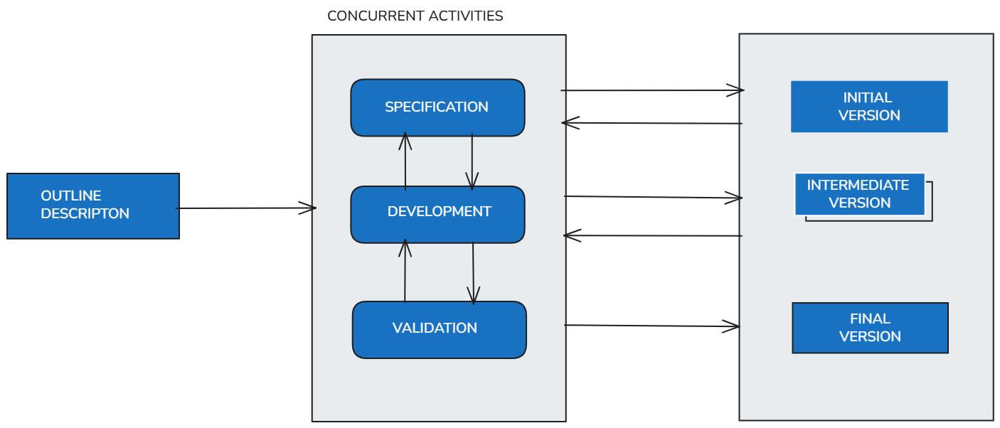 CONCURRENT ACTIVITIES
OUTLINE
DESCRIPTON
SPECIFICATION
DEVELOPMENT
VALIDATION
INITIAL
VERSION
INTERMEDIATE
VERSION
FINAL
VERSION